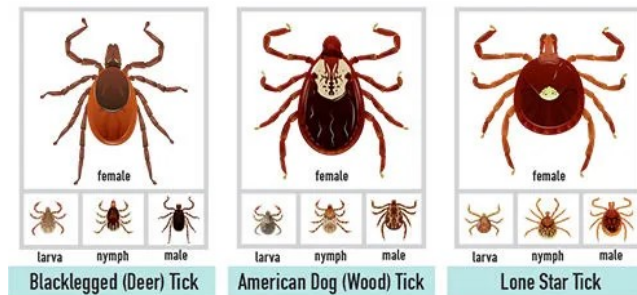 female
larva nymph male
Blacklegged (Deer) Tick
female
larva nymph male
American Dog (Wood) Tick
female
larva nymph male
Lone Star Tick